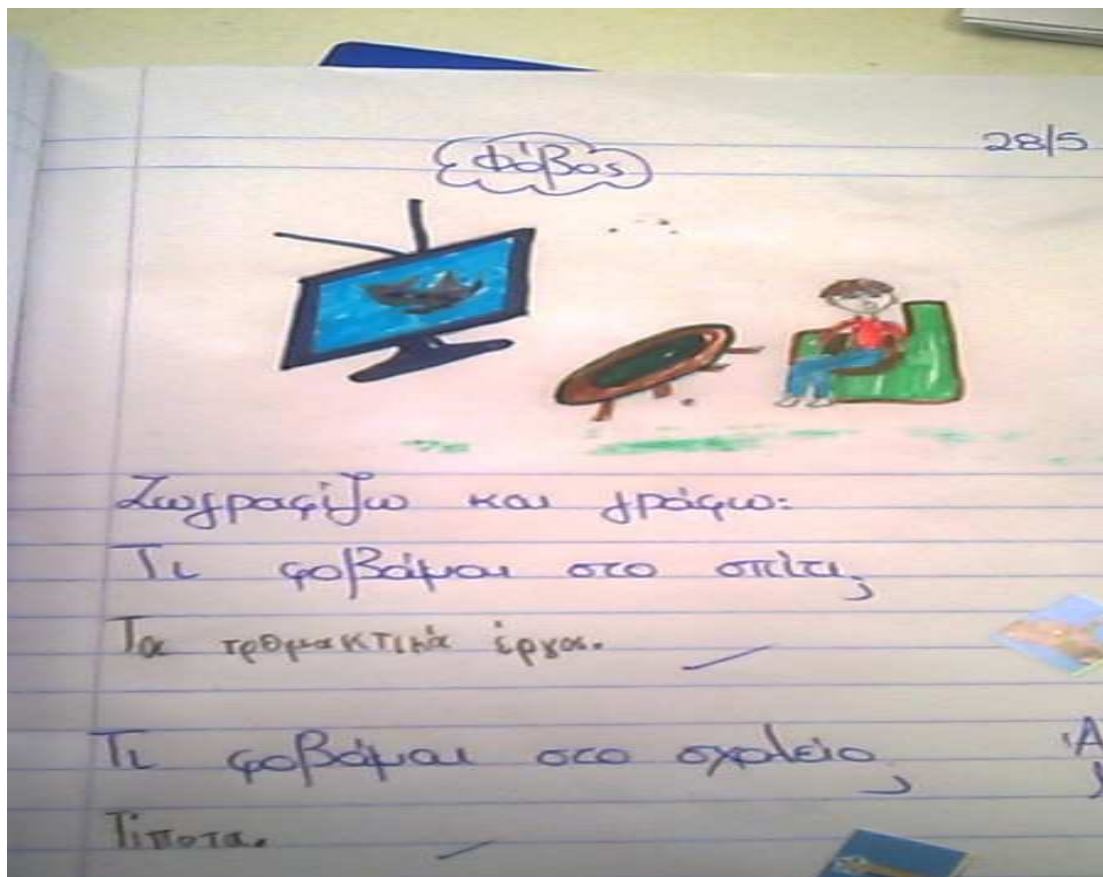 28/5
Φόβος
Ζωγραφίζω και γράφω:
Τι φοβάμαι στο σπίτι;
Τα τρομακτικά έργα.
Τι φοβάμαι στο σχολείο;
Τίποτα.